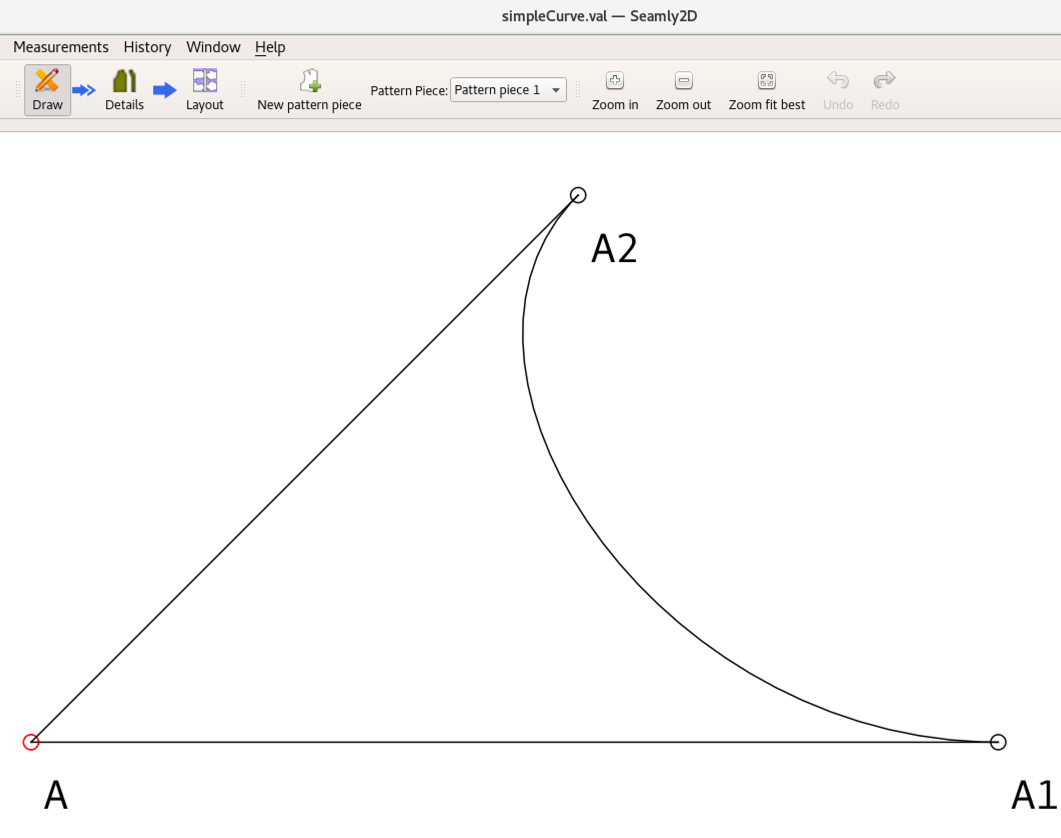 simpleCurve.val — Seamly2D
Measurements History Window Help
Draw Details Layout New pattern piece Pattern Piece: Pattern piece 1 Zoom in Zoom out Zoom fit best Undo Redo
A2
A
A1